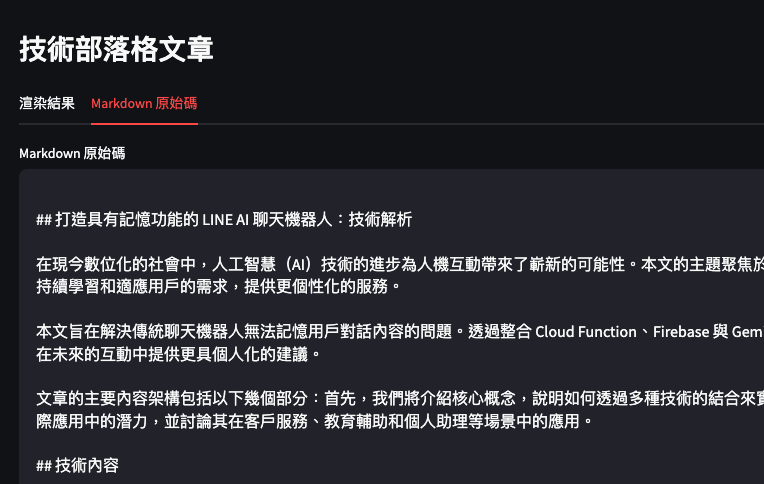 技術部落格文章
渲染結果 Markdown 原始碼
Markdown 原始碼
## 打造具有記憶功能的 LINE AI 聊天機器人：技術解析
在現今數位化的社會中，人工智慧（AI）技術的進步為人機互動帶來了嶄新的可能性。本文的主題聚焦於
持續學習和適應用戶的需求，提供更個性化的服務。
本文旨在解決傳統聊天機器人無法記憶用戶對話內容的問題。透過整合 Cloud Function、Firebase 與 Gem
在未來的互動中提供更具個人化的建議。
文章的主要內容架構包括以下幾個部分：首先，我們將介紹核心概念，說明如何透過多種技術的結合來實
際應用中的潛力，並討論其在客戶服務、教育輔助和個人助理等場景中的應用。
## 技術內容